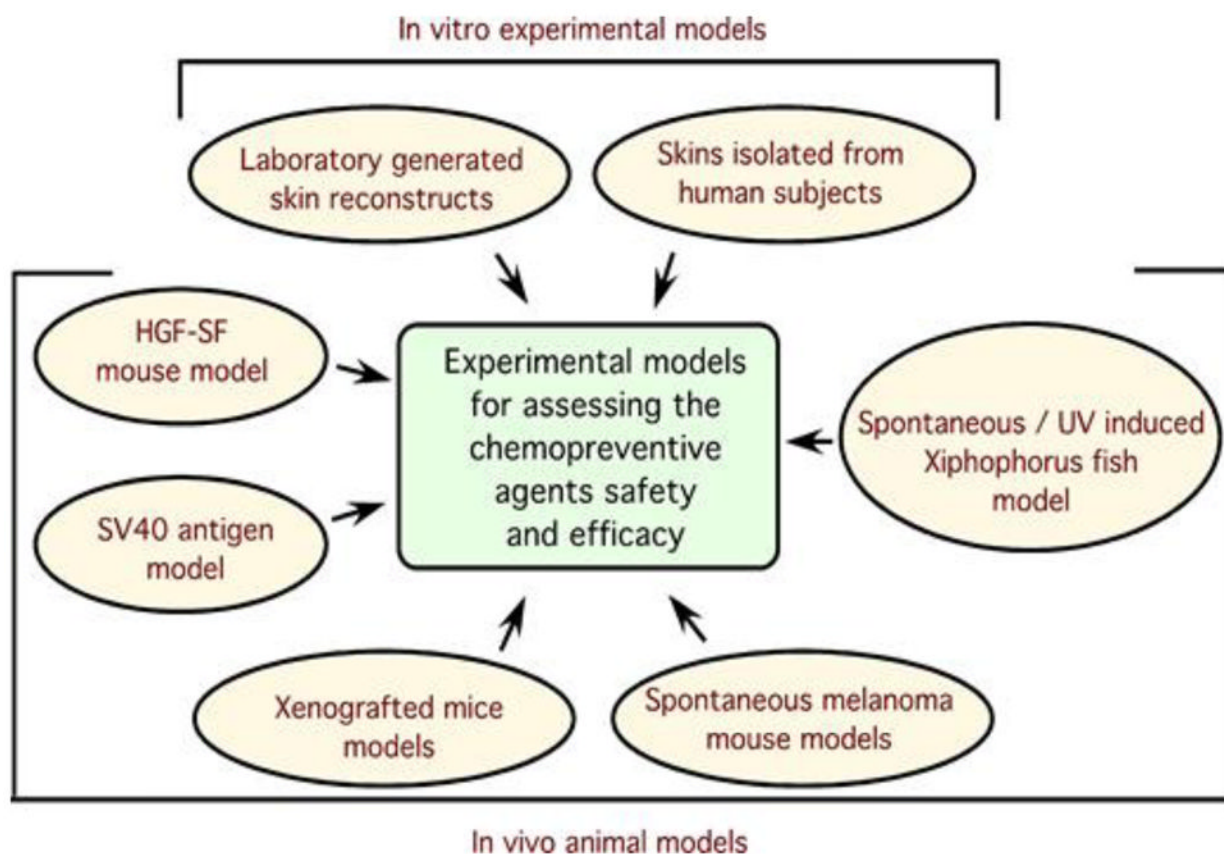 In vitro experimental models
Laboratory generated
skin reconstructs
Skins isolated from
human subjects
HGF-SF
mouse model
Experimental models
for assessing the
chemopreventive
agents safety
and efficacy
Spontaneous / UV induced
Xiphophorus fish
model
SV40 antigen
model
Xenografted mice
models
Spontaneous melanoma
mouse models
In vivo animal models